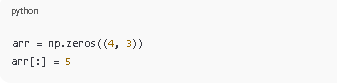 python
arr = np.zeros((4, 3))
arr[:] = 5